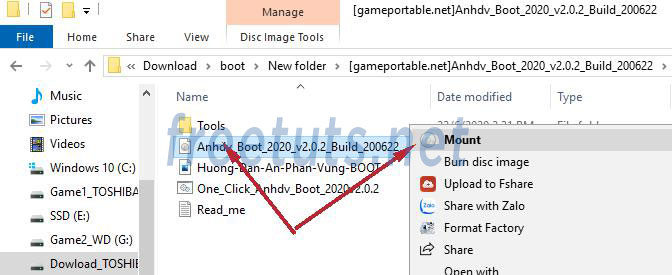 Manage
[gameportable.net]Anhdv_Boot_2020_v2.0.2_Build_200622
File Home Share View Disc Image Tools
Download > boot > New folder > [gameportable.net]Anhdv_Boot_2020_v2.0.2_Build_200622
Name Date modified Type
Music
Pictures
Videos
Windows 10 (C:)
Game1_TOSHIBA
SSD (E:)
Game2_WD (G:)
Dowload_TOSHIB
Tools
Anhdv_Boot_2020_v2.0.2_Build_200622
Huong-Dan-An-Phan-Vung-BOOT
One_Click_Anhdv_Boot_2020v2.0.2
Read_me
freetuts.net
Mount
Burn disc image
Upload to Fshare
Share with Zalo
Format Factory
Share
Open with